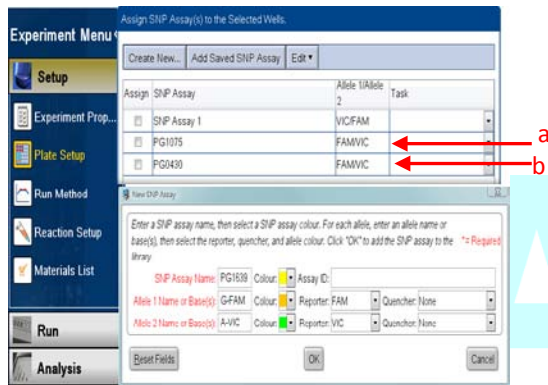 Experiment Menu
Setup
Experiment Prop...
Plate Setup
Run Method
Reaction Setup
Materials List
Run
Analysis
Assign SNP Assay(s) to the Selected Wells.
Create New... Add Saved SNP Assay Edit
Assign SNP Assay Allele 1/Allele 2 Task
SNP Assay 1 VIC/FAM
PG1075 FAM/VIC
PG0430 FAM/VIC
a
b
New SNP Assay
Enter a SNP assay name, then select a SNP assay colour. For each allele, enter an allele name or
base(s), then select the reporter, quencher, and allele colour. Click "OK" to add the SNP assay to the
library.
*= Required
SNP Assay Name: PG1639 Colour: Assay ID:
Allele 1 Name or Base(s): G-FAM Colour: Reporter: FAM Quencher: None
Allele 2 Name or Base(s): A-VIC Colour: Reporter: VIC Quencher: None
Reset Fields OK Cancel